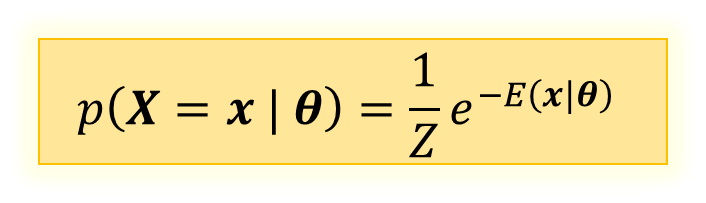 p(X = x | θ) = 1/Z e^{−E(x|θ)}